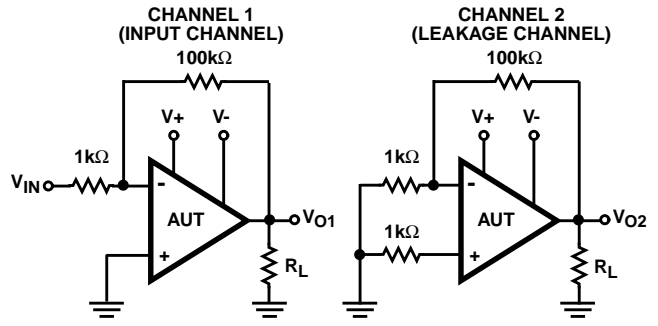 CHANNEL 1
(INPUT CHANNEL)
100kΩ
V+
V-
1kΩ
VIN
-
AUT
+
VO1
RL
CHANNEL 2
(LEAKAGE CHANNEL)
100kΩ
V+
V-
1kΩ
-
AUT
1kΩ
+
VO2
RL